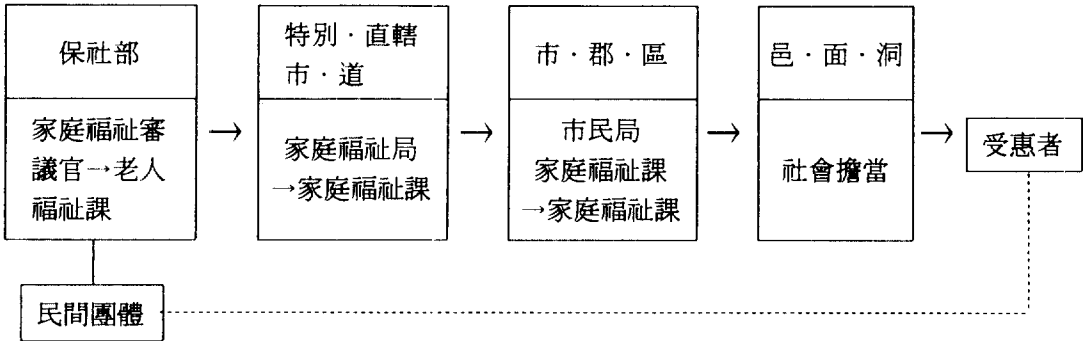 保社部
家庭福祉審
議官→老人
福祉課
→
特別·直轄
市·道
家庭福祉局
→家庭福祉課
→
市·郡·區
市民局
家庭福祉課
→家庭福祉課
→
邑·面·洞
社會擔當
→
受惠者
民間團體